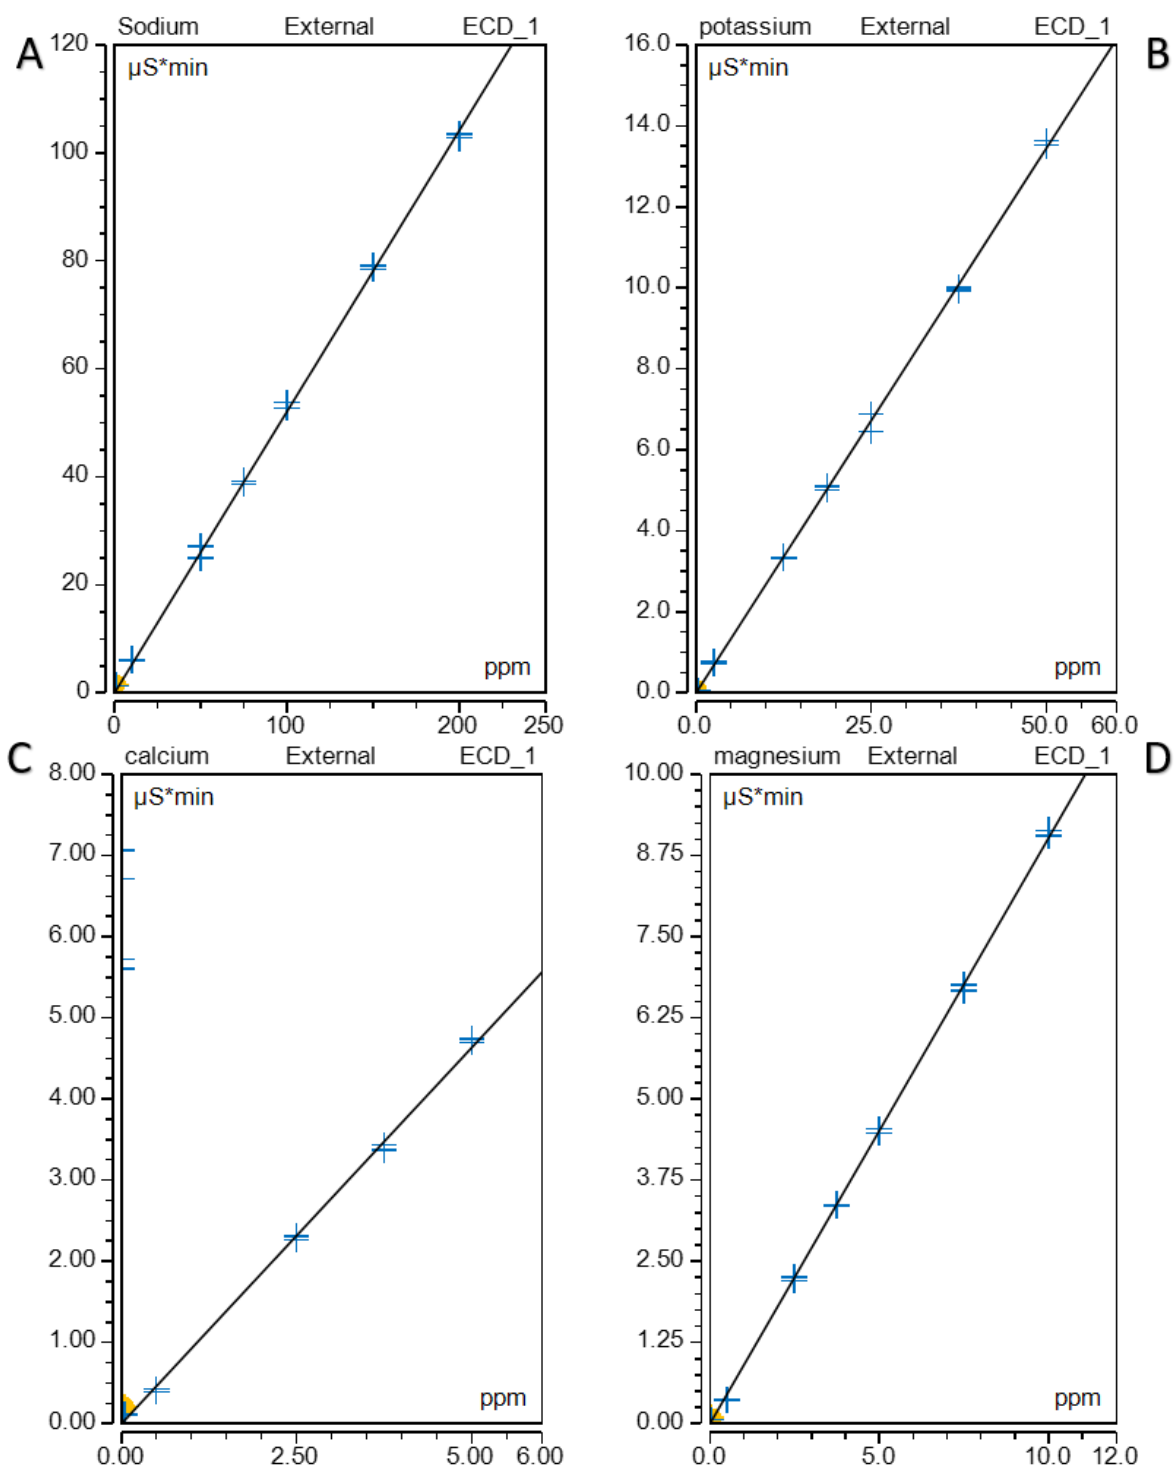 A
Sodium External ECD_1
µS*min
120
100
80
60
40
20
0
ppm
0 100 200 250
B
potassium External ECD_1
µS*min
16.0
14.0
12.0
10.0
8.0
6.0
4.0
2.0
0.0
ppm
0.0 25.0 50.0 60.0
C
calcium External ECD_1
µS*min
8.00
7.00
6.00
5.00
4.00
3.00
2.00
1.00
0.00
ppm
0.00 2.50 5.00 6.00
D
magnesium External ECD_1
µS*min
10.00
8.75
7.50
6.25
5.00
3.75
2.50
1.25
0.00
ppm
0.0 5.0 10.0 12.0